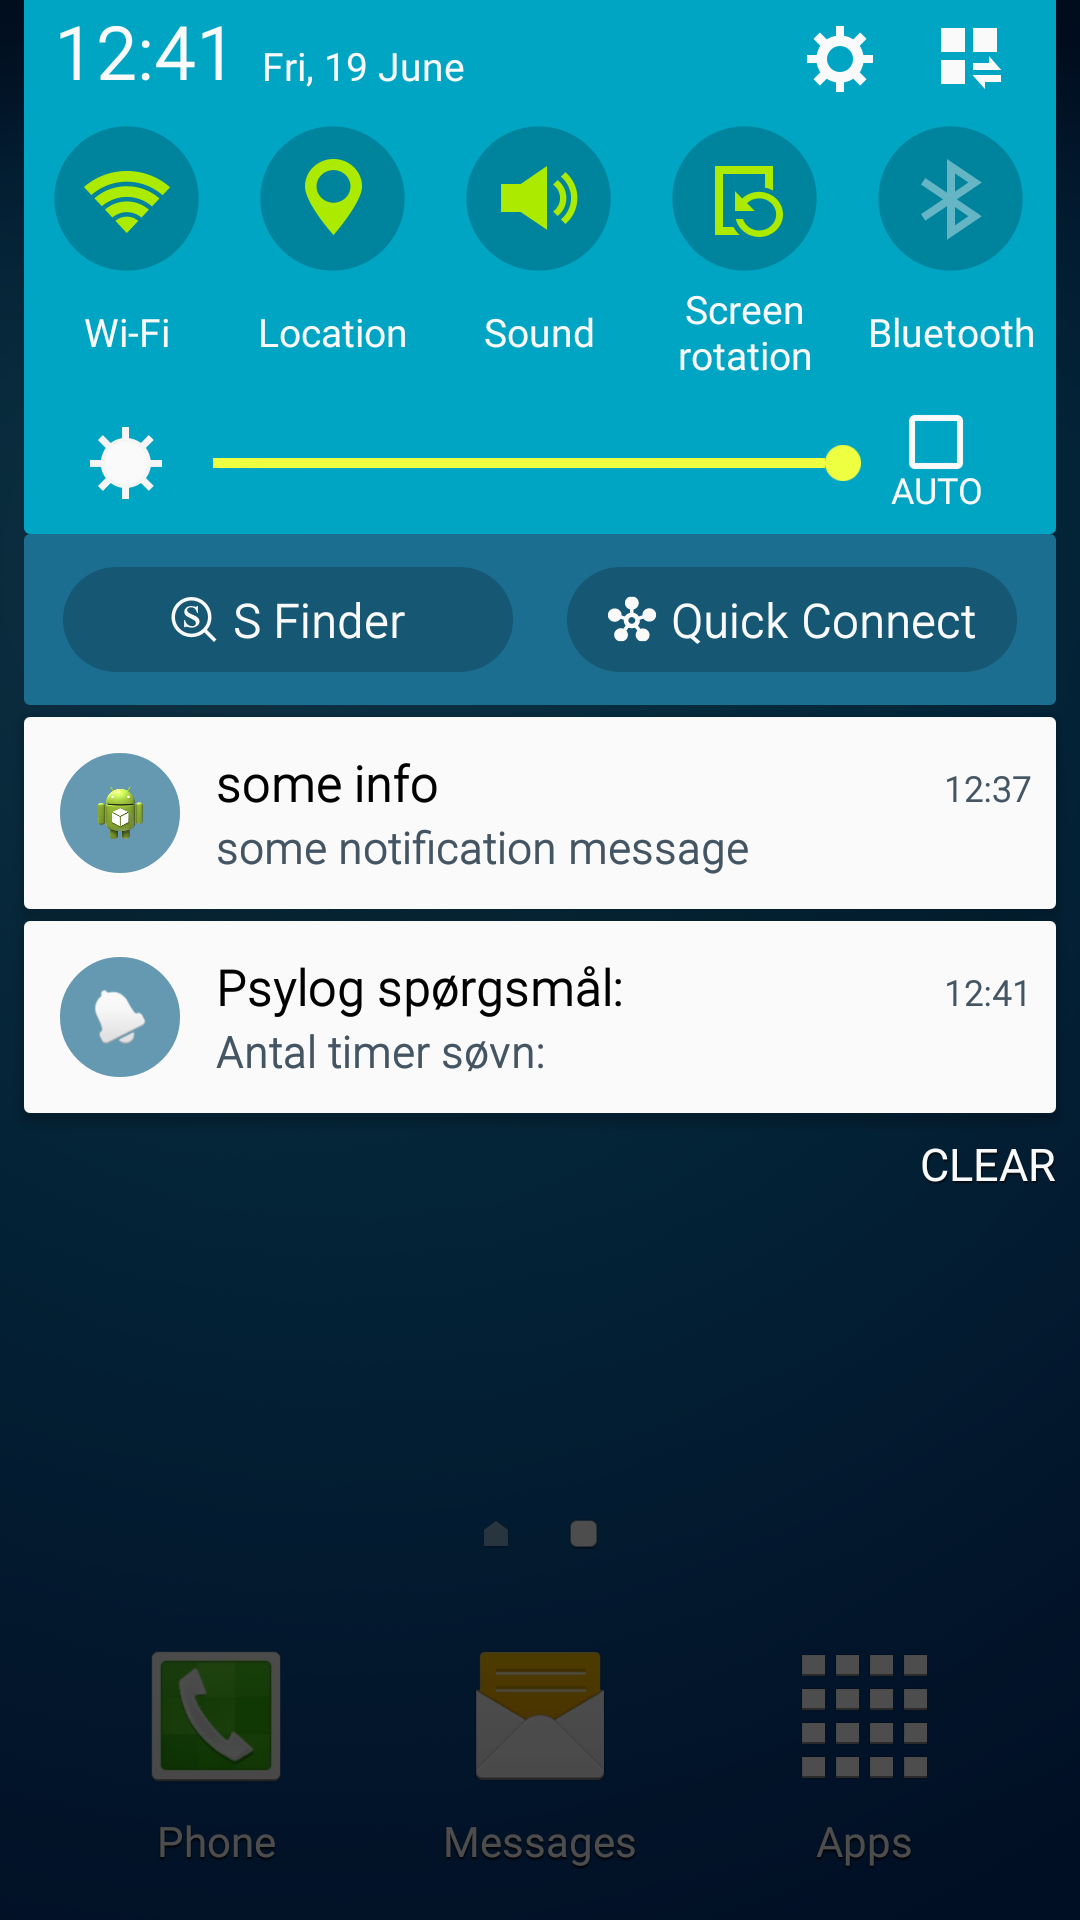 12:41 Fri, 19 June
Wi-Fi Location Sound Screen rotation Bluetooth
AUTO
S Finder Quick Connect
some info 12:37
some notification message
Psylog spørgsmål: 12:41
Antal timer søvn:
CLEAR
Phone Messages Apps